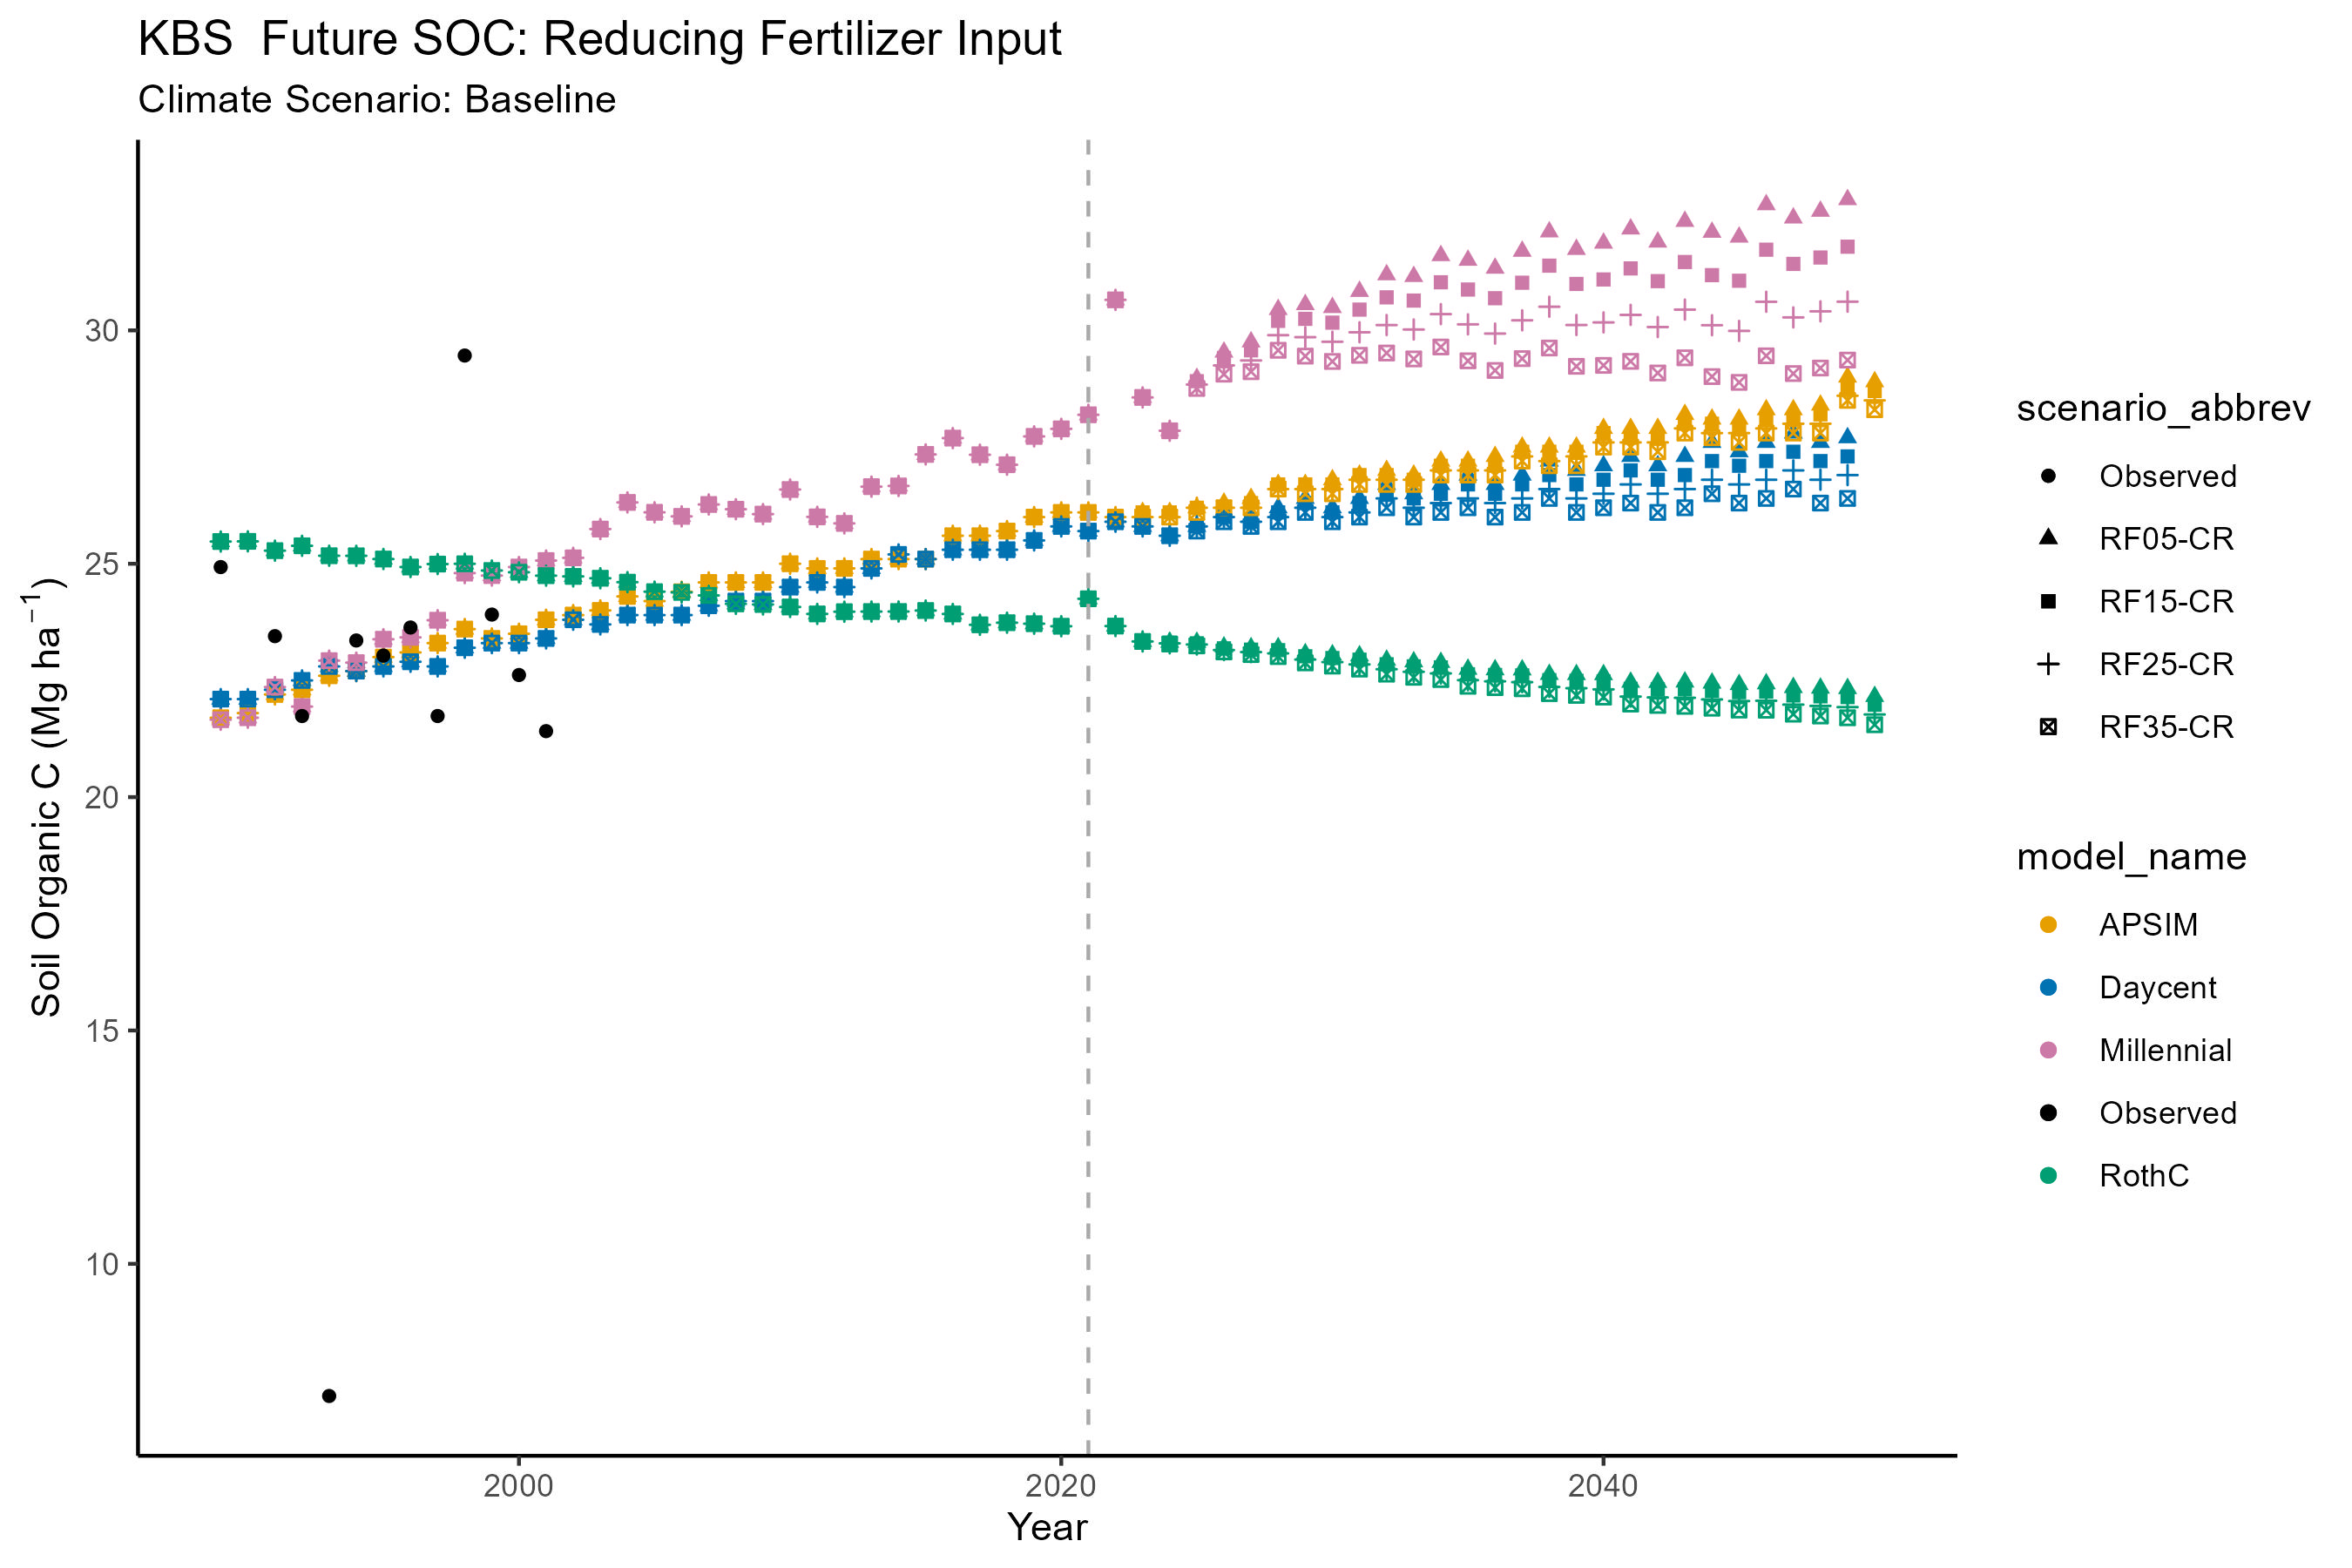 KBS  Future SOC: Reducing Fertilizer Input
Climate Scenario: Baseline
Soil Organic C (Mg ha⁻¹)
30
25
20
15
10
2000
2020
2040
Year
scenario_abbrev
Observed
RF05-CR
RF15-CR
RF25-CR
RF35-CR
model_name
APSIM
Daycent
Millennial
Observed
RothC